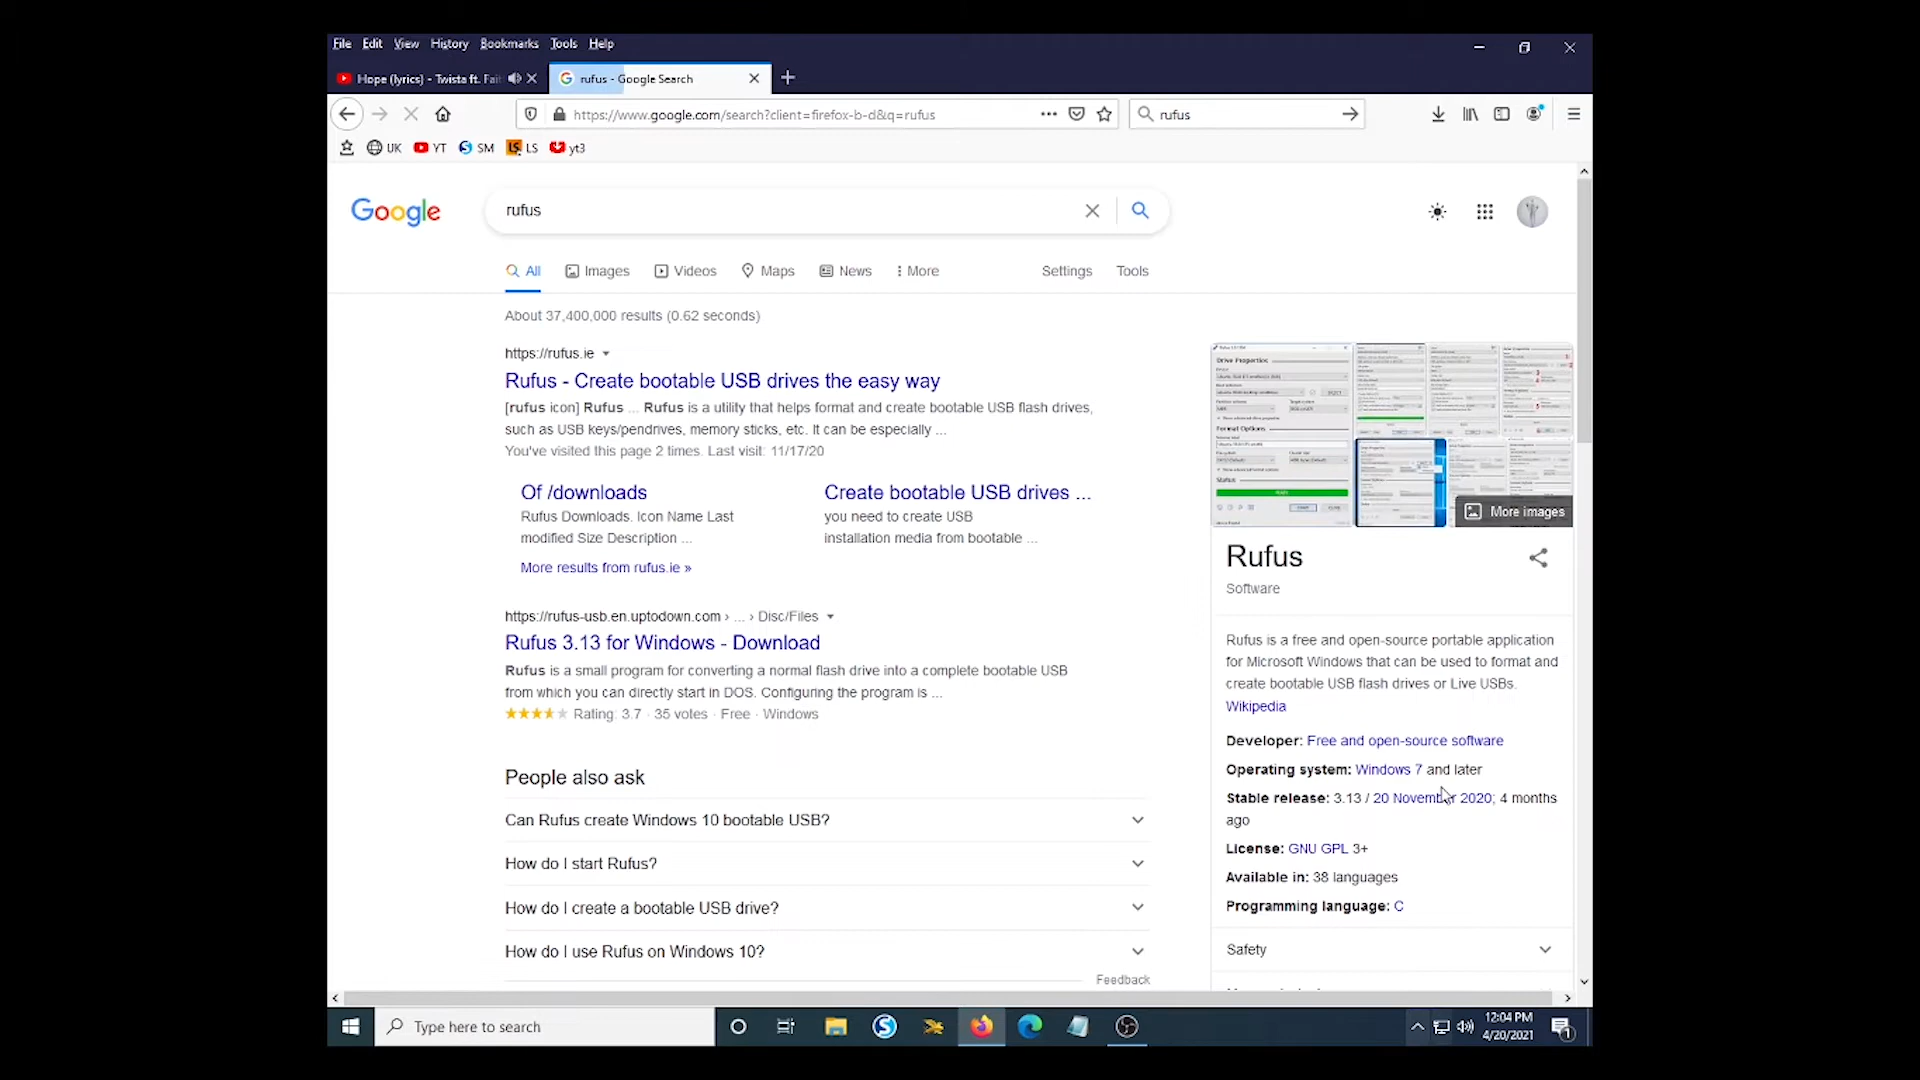 File Edit View History Bookmarks Tools Help
Hope (lyrics) - Twista ft. Fait
rufus - Google Search
https://www.google.com/search?client=firefox-b-d&q=rufus
rufus
UK YT SM LS yt3
Google
rufus
All Images Videos Maps News More Settings Tools
About 37,400,000 results (0.62 seconds)
https://rufus.ie
Rufus - Create bootable USB drives the easy way
[rufus icon] Rufus ... Rufus is a utility that helps format and create bootable USB flash drives,
such as USB keys/pendrives, memory sticks, etc. It can be especially ...
You've visited this page 2 times. Last visit: 11/17/20
Of /downloads
Rufus Downloads. Icon Name Last
modified Size Description ...
Create bootable USB drives ...
you need to create USB
installation media from bootable ...
More results from rufus.ie »
https://rufus-usb.en.uptodown.com › ... › Disc/Files
Rufus 3.13 for Windows - Download
Rufus is a small program for converting a normal flash drive into a complete bootable USB
from which you can directly start in DOS. Configuring the program is ...
Rating: 3.7 · 35 votes · Free · Windows
People also ask
Can Rufus create Windows 10 bootable USB?
How do I start Rufus?
How do I create a bootable USB drive?
How do I use Rufus on Windows 10?
Feedback
Drive Properties
Format Options
Status
More images
Rufus
Software
Rufus is a free and open-source portable application
for Microsoft Windows that can be used to format and
create bootable USB flash drives or Live USBs.
Wikipedia
Developer: Free and open-source software
Operating system: Windows 7 and later
Stable release: 3.13 / 20 November 2020; 4 months
ago
License: GNU GPL 3+
Available in: 38 languages
Programming language: C
Safety
Type here to search
12:04 PM
4/20/2021
1